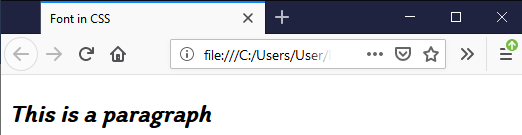 Font in CSS
file:///C:/Users/User/
This is a paragraph